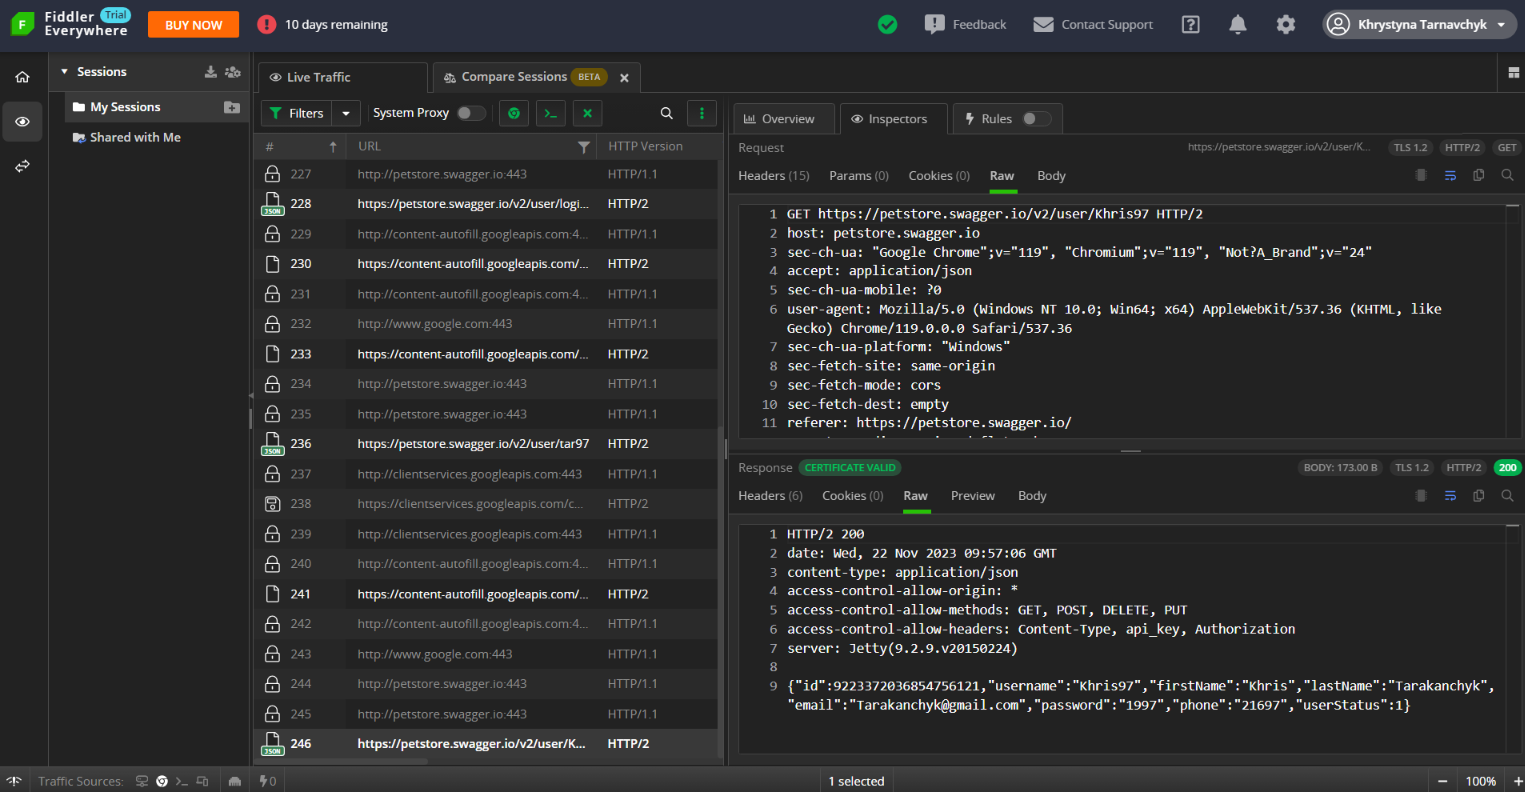 Fiddler Trial
Everywhere
BUY NOW
10 days remaining
Feedback
Contact Support
Khrystyna Tarnavchyk
Sessions
My Sessions
Shared with Me
Live Traffic
Compare Sessions BETA
Filters
System Proxy
# URL HTTP Version
227 http://petstore.swagger.io:443 HTTP/1.1
228 https://petstore.swagger.io/v2/user/logi... HTTP/2
229 http://content-autofill.googleapis.com:4... HTTP/1.1
230 https://content-autofill.googleapis.com/... HTTP/2
231 http://content-autofill.googleapis.com:4... HTTP/1.1
232 http://www.google.com:443 HTTP/1.1
233 https://content-autofill.googleapis.com/... HTTP/2
234 http://petstore.swagger.io:443 HTTP/1.1
235 http://petstore.swagger.io:443 HTTP/1.1
236 https://petstore.swagger.io/v2/user/tar97 HTTP/2
237 http://clientservices.googleapis.com:443 HTTP/1.1
238 https://clientservices.googleapis.com/c... HTTP/2
239 http://clientservices.googleapis.com:443 HTTP/1.1
240 http://content-autofill.googleapis.com:4... HTTP/1.1
241 https://content-autofill.googleapis.com/... HTTP/2
242 http://content-autofill.googleapis.com:4... HTTP/1.1
243 http://www.google.com:443 HTTP/1.1
244 http://petstore.swagger.io:443 HTTP/1.1
245 http://petstore.swagger.io:443 HTTP/1.1
246 https://petstore.swagger.io/v2/user/K... HTTP/2
Overview
Inspectors
Rules
Request https://petstore.swagger.io/v2/user/K... TLS 1.2 HTTP/2 GET
Headers (15) Params (0) Cookies (0) Raw Body
1 GET https://petstore.swagger.io/v2/user/Khris97 HTTP/2
2 host: petstore.swagger.io
3 sec-ch-ua: "Google Chrome";v="119", "Chromium";v="119", "Not?A_Brand";v="24"
4 accept: application/json
5 sec-ch-ua-mobile: ?0
6 user-agent: Mozilla/5.0 (Windows NT 10.0; Win64; x64) AppleWebKit/537.36 (KHTML, like
Gecko) Chrome/119.0.0.0 Safari/537.36
7 sec-ch-ua-platform: "Windows"
8 sec-fetch-site: same-origin
9 sec-fetch-mode: cors
10 sec-fetch-dest: empty
11 referer: https://petstore.swagger.io/
Response CERTIFICATE VALID BODY: 173.00 B TLS 1.2 HTTP/2 200
Headers (6) Cookies (0) Raw Preview Body
1 HTTP/2 200
2 date: Wed, 22 Nov 2023 09:57:06 GMT
3 content-type: application/json
4 access-control-allow-origin: *
5 access-control-allow-methods: GET, POST, DELETE, PUT
6 access-control-allow-headers: Content-Type, api_key, Authorization
7 server: Jetty(9.2.9.v20150224)
8
9 {"id":9223372036854756121,"username":"Khris97","firstName":"Khris","lastName":"Tarakanchyk",
"email":"Tarakanchyk@gmail.com","password":"1997","phone":"21697","userStatus":1}
Traffic Sources:
0
1 selected
100%